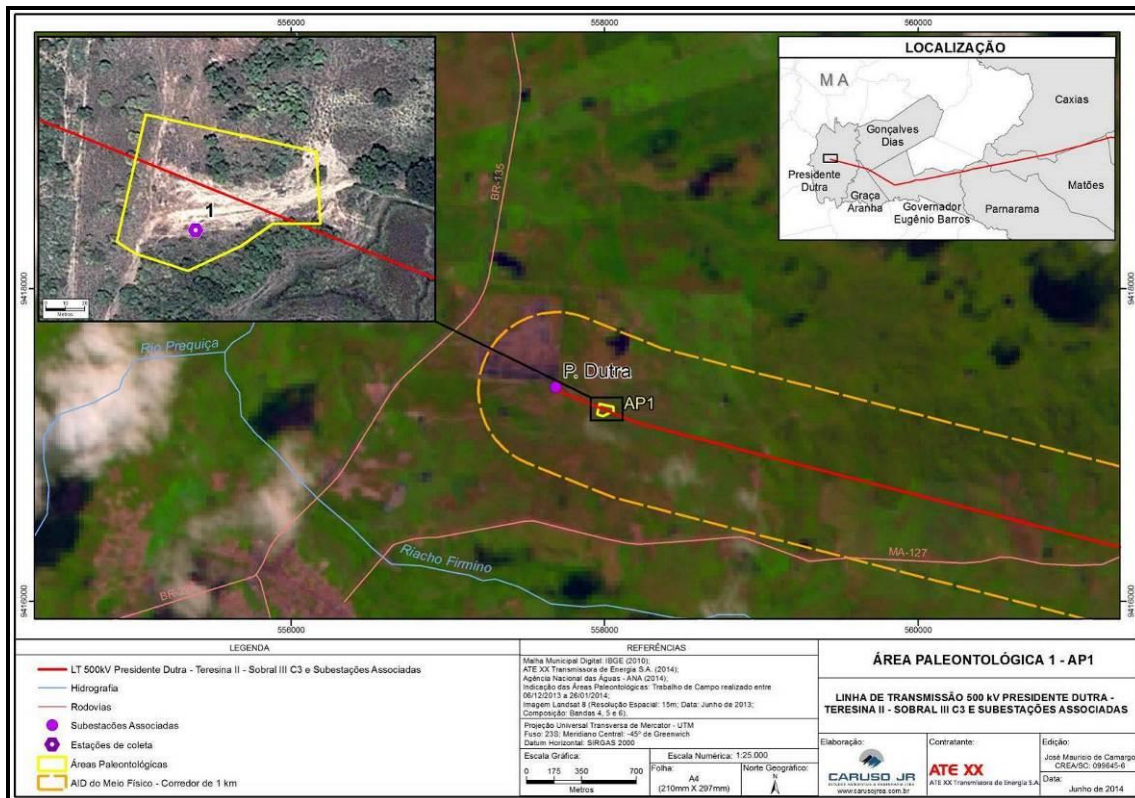 556000
558000
560000
LOCALIZAÇÃO
MA
Caxias
Gonçalves
Dias
Presidente
Dutra
Graça
Aranha
Governador
Eugênio Barros
Parnarama
Matões
1
Metros
BR-135
9418000
9418000
Rio Prequiça
P. Dutra
AP1
Riacho Firmino
MA-127
9416000
9416000
556000
558000
560000
LEGENDA
LT 500kV Presidente Dutra - Teresina II - Sobral III C3 e Subestações Associadas
Hidrografia
Rodovias
Subestações Associadas
Estações de coleta
Áreas Paleontológicas
AID do Meio Físico - Corredor de 1 km
REFERÊNCIAS
Malha Municipal Digital: IBGE (2010);
ATE XX Transmissora de Energia S.A. (2014);
Agência Nacional das Águas - ANA (2014);
Indicação das Áreas Paleontológicas: Trabalho de Campo realizado entre
06/12/2013 a 26/01/2014;
Imagem Landsat 8 (Resolução Espacial: 15m; Data: Junho de 2013;
Composição: Bandas 4, 5 e 6).
Projeção Universal Transversa de Mercator - UTM
Fuso: 23S; Meridiano Central: -45° de Greenwich
Datum Horizontal: SIRGAS 2000
Escala Gráfica:
0 175 350 700
Metros
Escala Numérica: 1:25.000
Folha:
A4
(210mm X 297mm)
Norte Geográfico:
N
ÁREA PALEONTOLÓGICA 1 - AP1
LINHA DE TRANSMISSÃO 500 kV PRESIDENTE DUTRA -
TERESINA II - SOBRAL III C3 E SUBESTAÇÕES ASSOCIADAS
Elaboração:
CARUSO JR
www.carusojrea.com.br
Contratante:
ATE XX
ATE XX Transmissora de Energia S.A.
Edição:
José Maurício de Camargo
CREA/SC: 099645-6
Data:
Junho de 2014